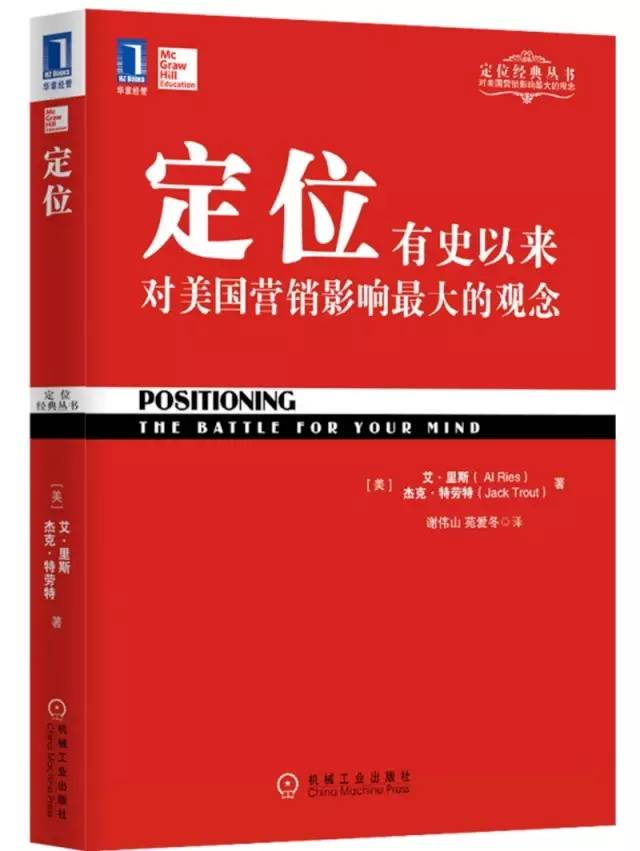 HZ Books
华章经管
Mc
Graw
Hill
Education
定位
定位
经典丛书
[美]
艾·里斯
杰克·特劳特
著
机械工业出版社
HZ Books
华章经管
Mc
Graw
Hill
Education
定位经典丛书
对美国营销影响最大的观念
定位 有史以来
对美国营销影响最大的观念
POSITIONING
THE BATTLE FOR YOUR MIND
[美] 艾·里斯(Al Ries)
杰克·特劳特(Jack Trout) 著
谢伟山 苑爱冬◎译
机械工业出版社
China Machine Press